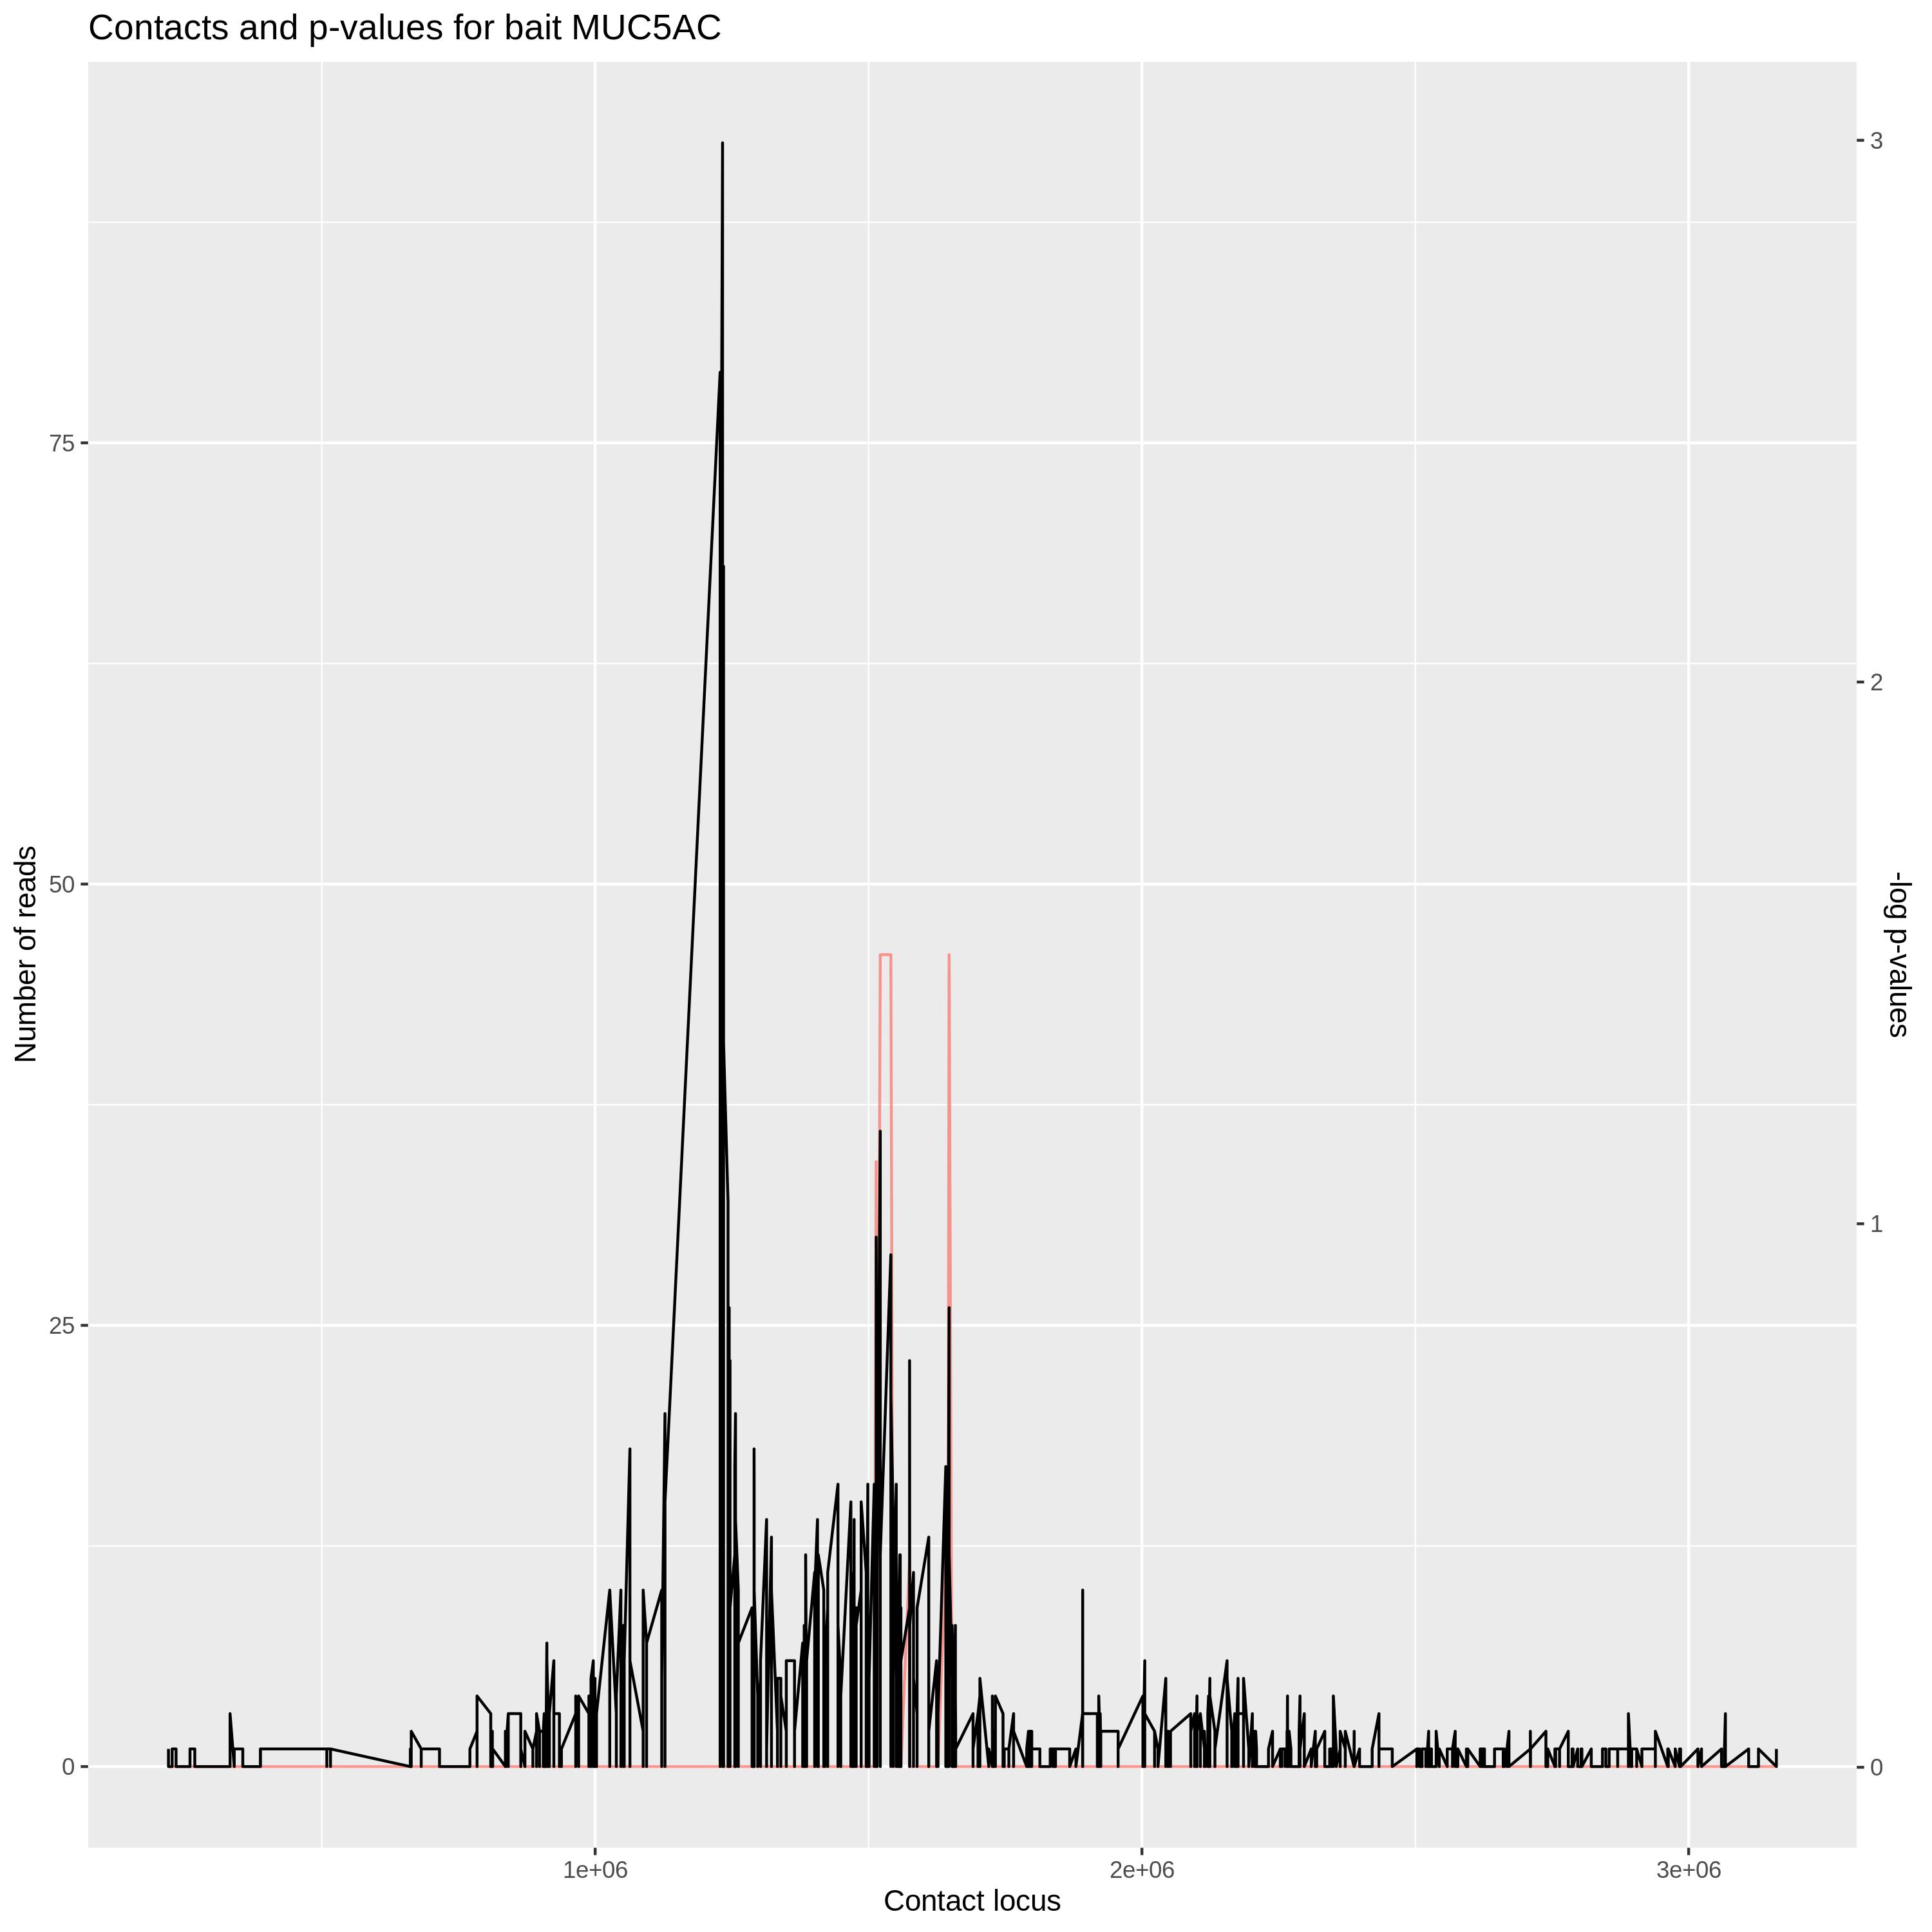 Contacts and p-values for bait MUC5AC
3
75
2
50
Number of reads
-log p-values
1
25
0
0
1e+06
2e+06
3e+06
Contact locus